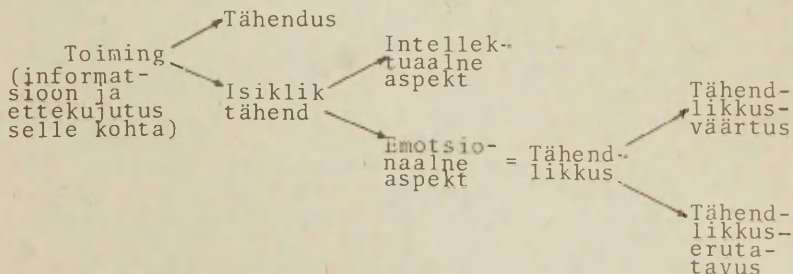 Toiming
(informat-
sioon ja
ettekujutus
selle kohta)
Tähendus
Isiklik
tähend
Intellek-
tuaalne
aspekt
Emotsio-
naalne
aspekt
= Tähend-
likkus
Tähend-
likkus-
väärtus
Tähend-
likkus-
eruta-
tavus